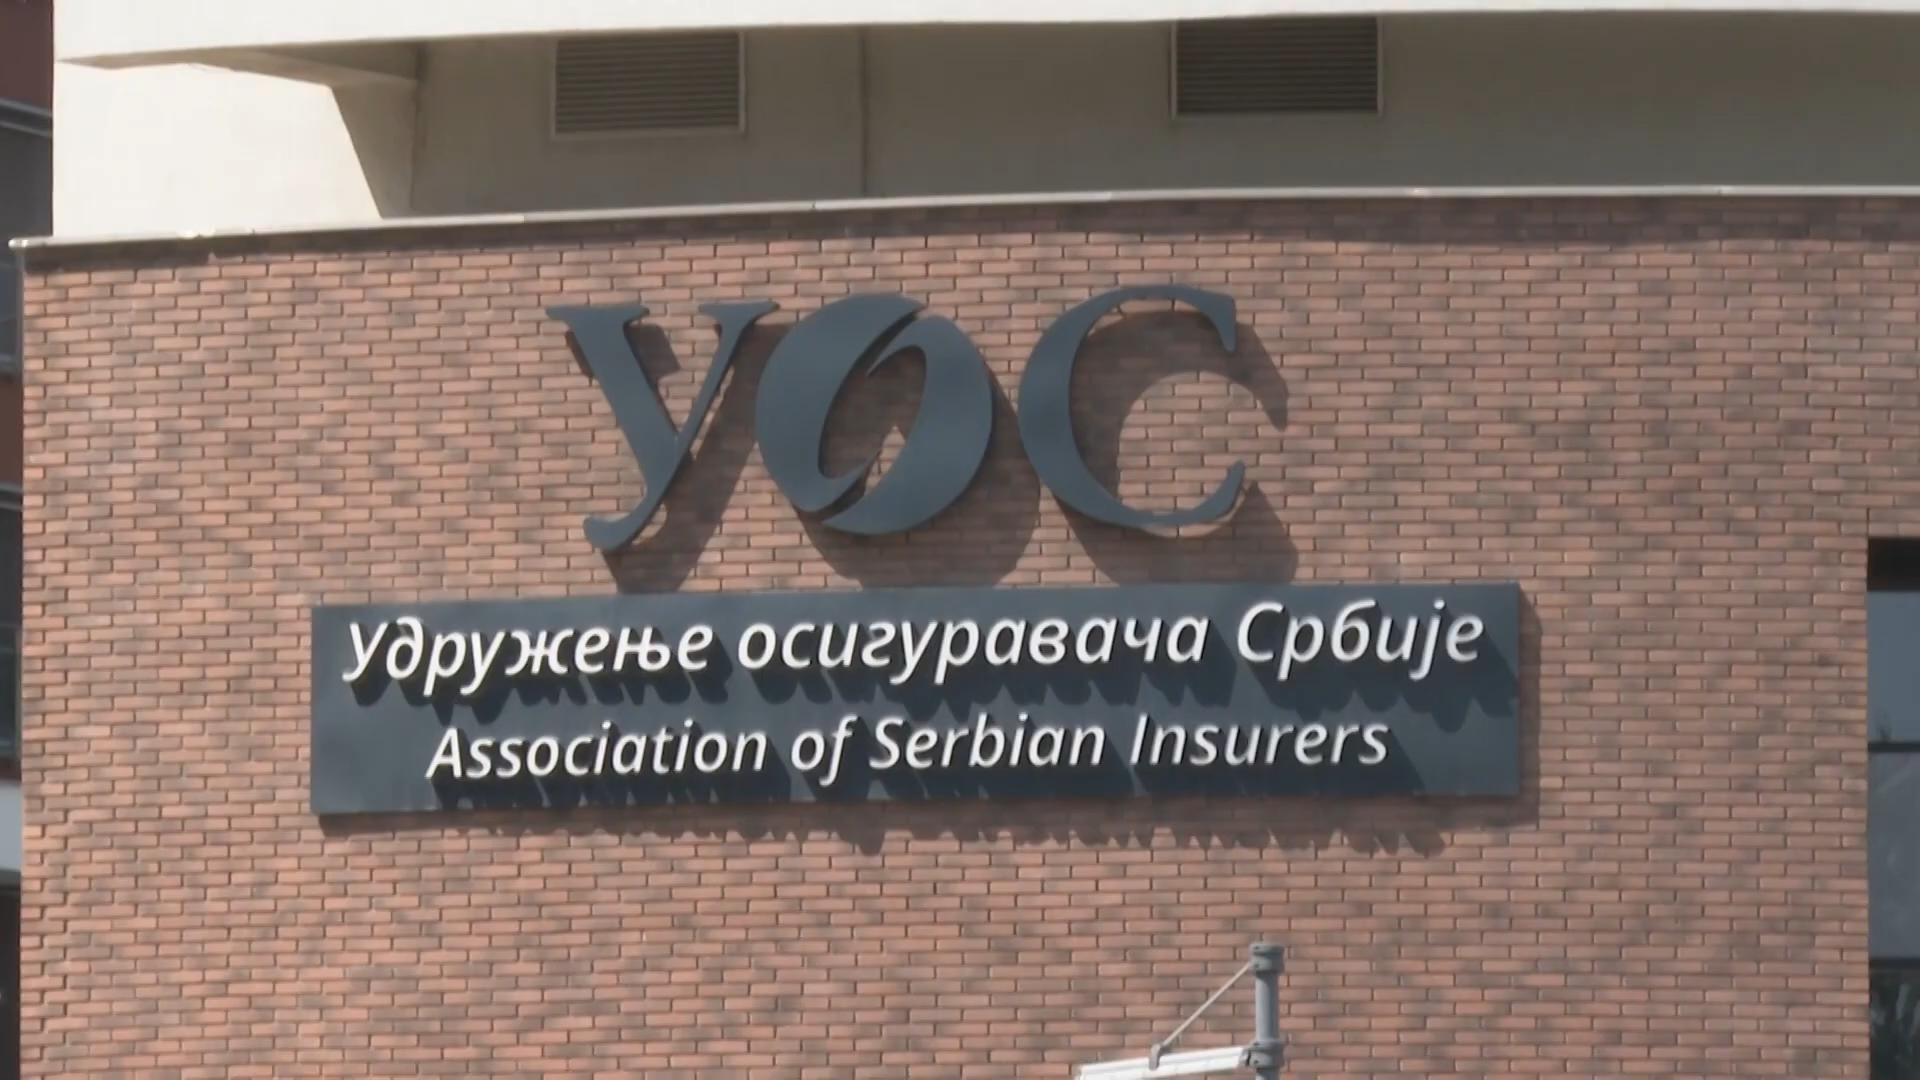 УОС
Удружење осигуравача Србије
Association of Serbian Insurers